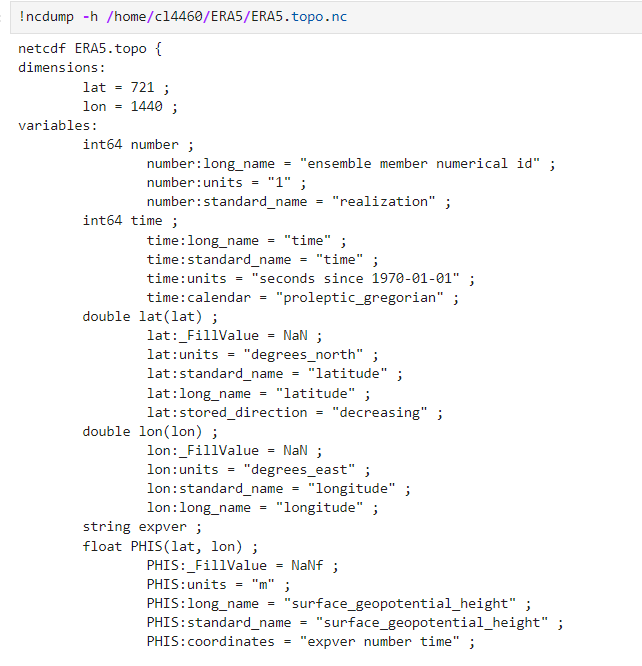 !ncdump -h /home/cl4460/ERA5/ERA5.topo.nc
netcdf ERA5.topo {
dimensions:
lat = 721 ;
lon = 1440 ;
variables:
int64 number ;
number:long_name = "ensemble member numerical id" ;
number:units = "1" ;
number:standard_name = "realization" ;
int64 time ;
time:long_name = "time" ;
time:standard_name = "time" ;
time:units = "seconds since 1970-01-01" ;
time:calendar = "proleptic_gregorian" ;
double lat(lat) ;
lat:_FillValue = NaN ;
lat:units = "degrees_north" ;
lat:standard_name = "latitude" ;
lat:long_name = "latitude" ;
lat:stored_direction = "decreasing" ;
double lon(lon) ;
lon:_FillValue = NaN ;
lon:units = "degrees_east" ;
lon:standard_name = "longitude" ;
lon:long_name = "longitude" ;
string expver ;
float PHIS(lat, lon) ;
PHIS:_FillValue = NaNf ;
PHIS:units = "m" ;
PHIS:long_name = "surface_geopotential_height" ;
PHIS:standard_name = "surface_geopotential_height" ;
PHIS:coordinates = "expver number time" ;